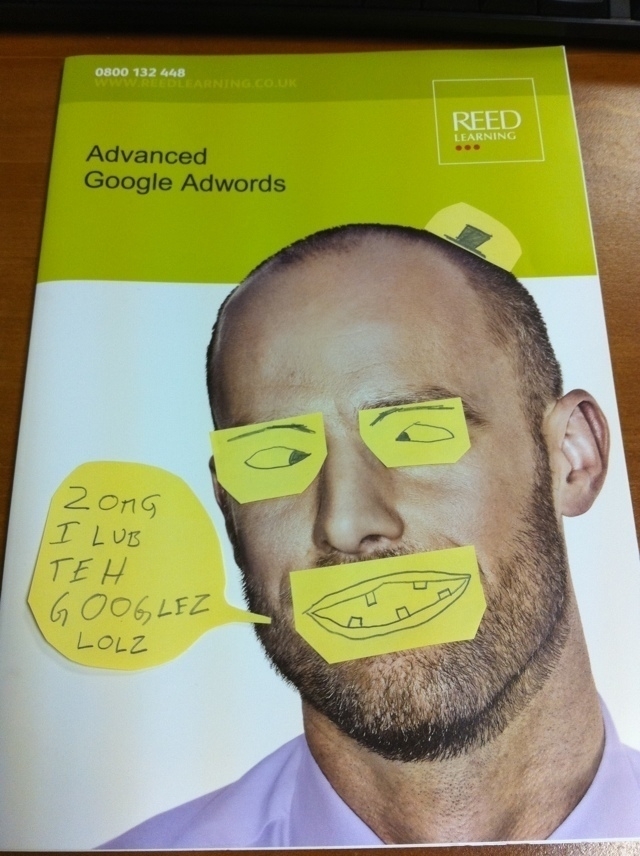 0800 132 448
WWW.REEDLEARNING.CO.UK
REED
LEARNING
Advanced
Google Adwords
ZOMG
I LUB
TEH
GOOGLEZ
LOLZ